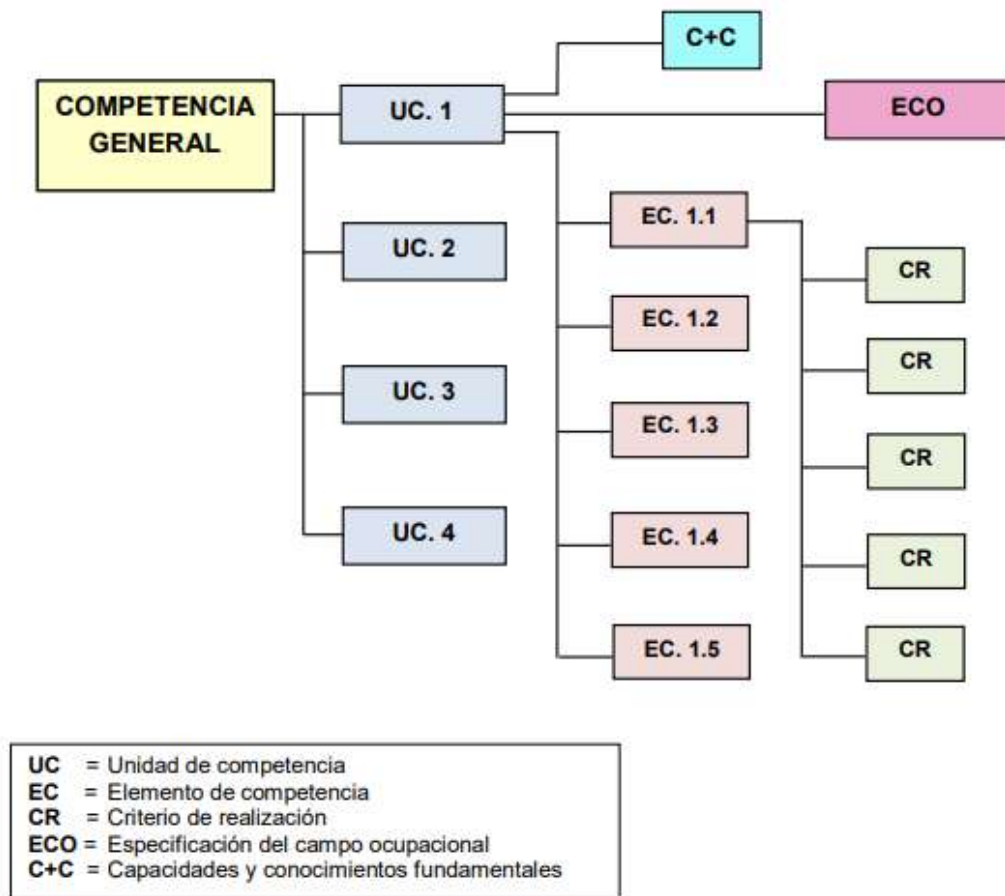 C+C
COMPETENCIA
GENERAL
UC. 1
ECO
EC. 1.1
UC. 2
CR
EC. 1.2
CR
UC. 3
EC. 1.3
CR
UC. 4
EC. 1.4
CR
EC. 1.5
CR
UC = Unidad de competencia
EC = Elemento de competencia
CR = Criterio de realización
ECO = Especificación del campo ocupacional
C+C = Capacidades y conocimientos fundamentales